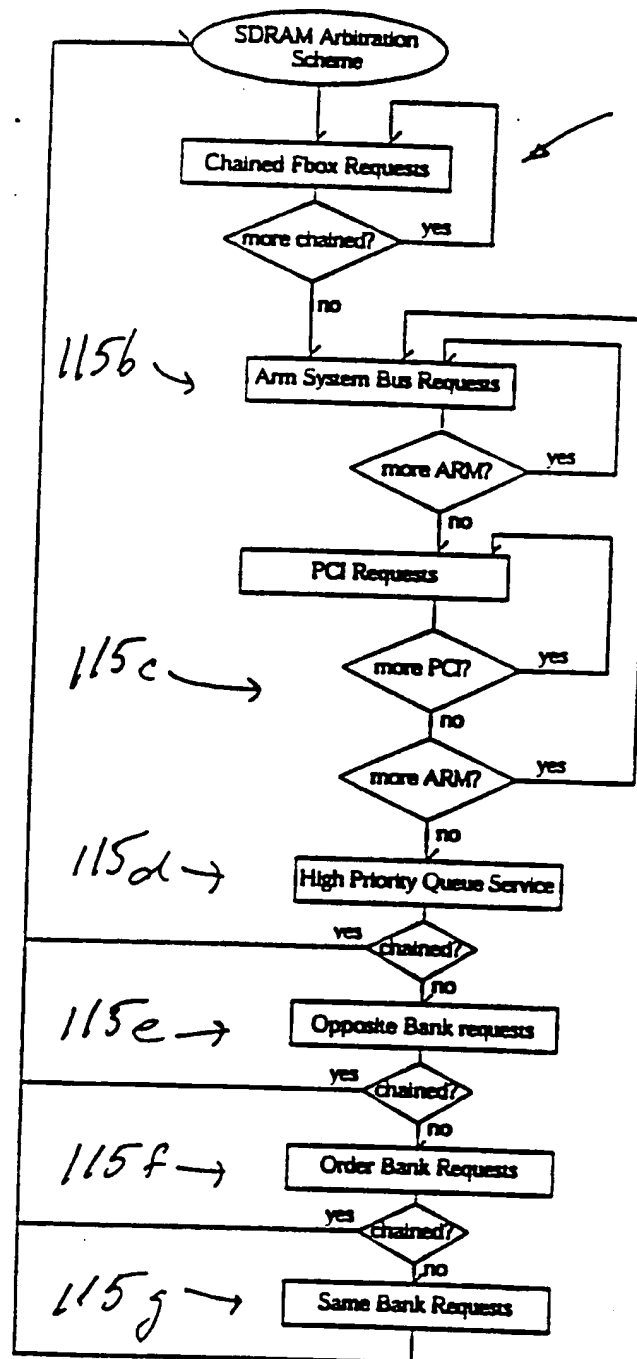 SDRAM Arbitration
Scheme
Chained Fbox Requests
more chained?
yes
no
115b
Arm System Bus Requests
more ARM?
yes
no
PCI Requests
115c
more PCI?
yes
no
more ARM?
yes
no
115d
High Priority Queue Service
yes
chained?
no
115e
Opposite Bank requests
yes
chained?
no
115f
Order Bank Requests
yes
chained?
no
115g
Same Bank Requests